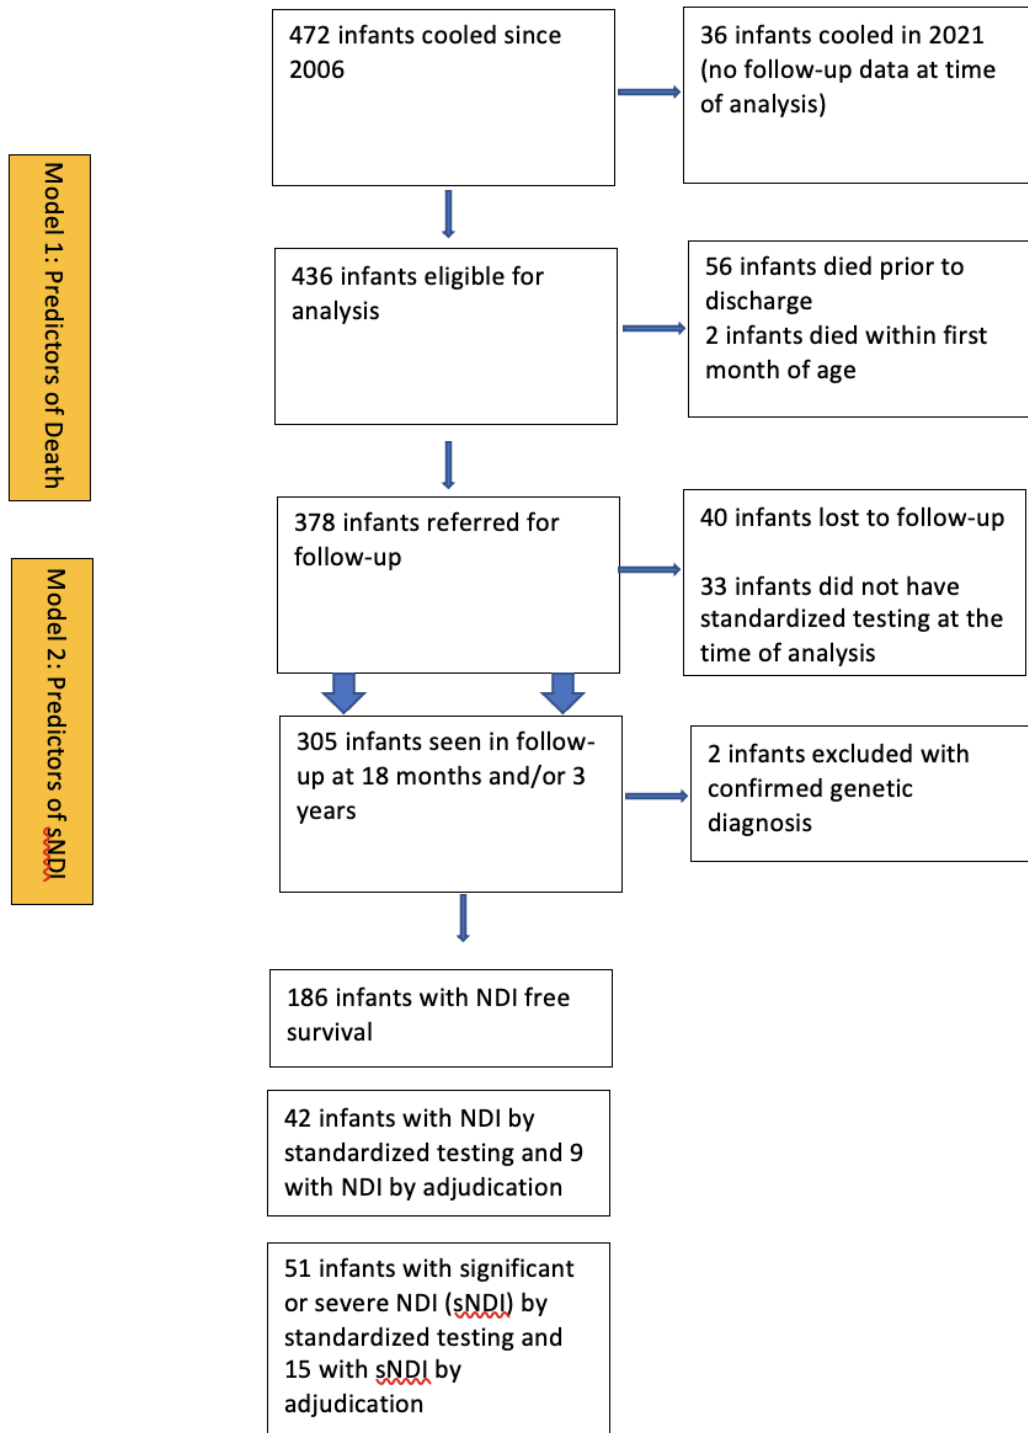 472 infants cooled since
2006
36 infants cooled in 2021
(no follow-up data at time
of analysis)
Model 1: Predictors of Death
436 infants eligible for
analysis
56 infants died prior to
discharge
2 infants died within first
month of age
378 infants referred for
follow-up
40 infants lost to follow-up
33 infants did not have
standardized testing at the
time of analysis
Model 2: Predictors of sNDI
305 infants seen in follow-
up at 18 months and/or 3
years
2 infants excluded with
confirmed genetic
diagnosis
186 infants with NDI free
survival
42 infants with NDI by
standardized testing and 9
with NDI by adjudication
51 infants with significant
or severe NDI (sNDI) by
standardized testing and
15 with sNDI by
adjudication